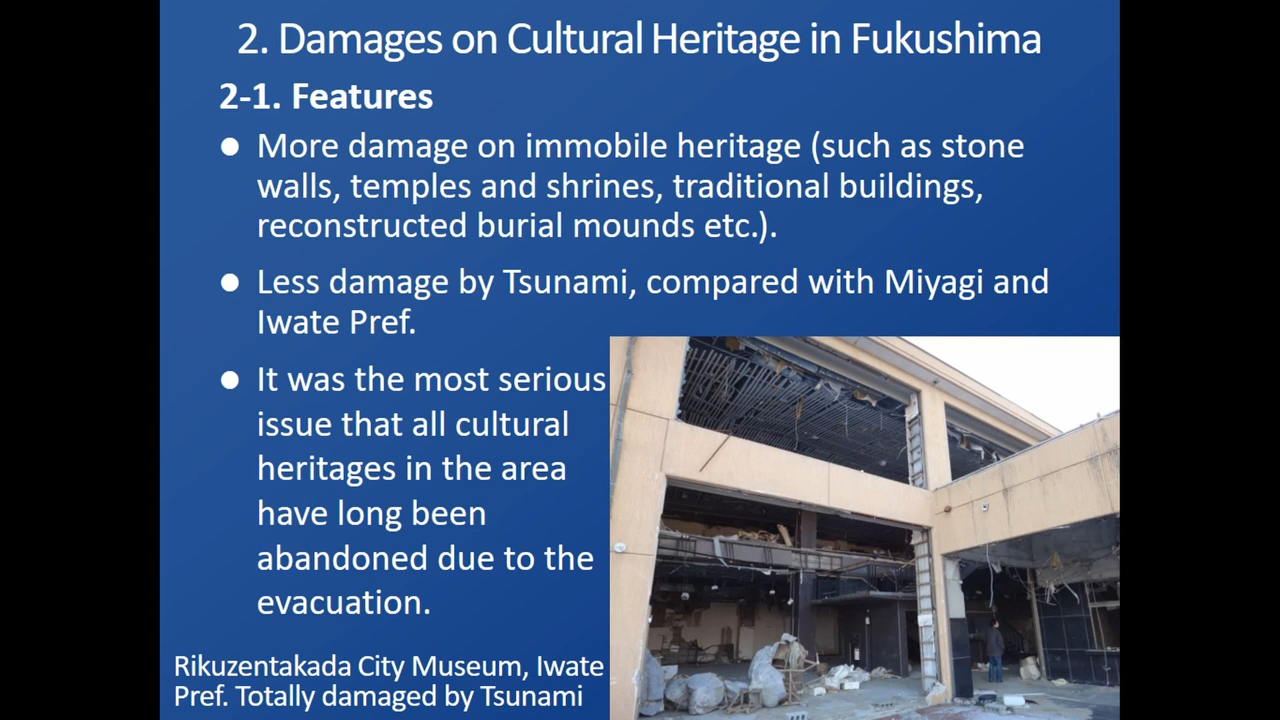 2. Damages on Cultural Heritage in Fukushima
2-1. Features
● More damage on immobile heritage (such as stone
walls, temples and shrines, traditional buildings,
reconstructed burial mounds etc.).
● Less damage by Tsunami, compared with Miyagi and
Iwate Pref.
● It was the most serious
issue that all cultural
heritages in the area
have long been
abandoned due to the
evacuation.
Rikuzentakada City Museum, Iwate
Pref. Totally damaged by Tsunami